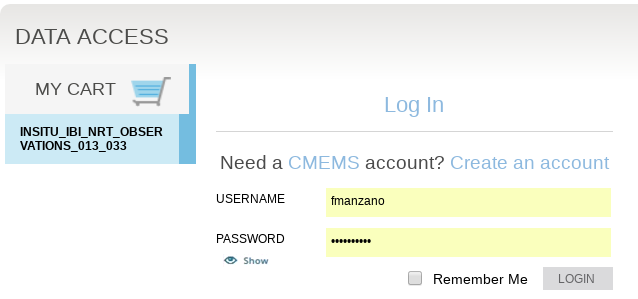 DATA ACCESS
MY CART
INSITU_IBI_NRT_OBSER
VATIONS_013_033
Log In
Need a CMEMS account? Create an account
USERNAME fmanzano
PASSWORD ••••••••••
Show
Remember Me LOGIN